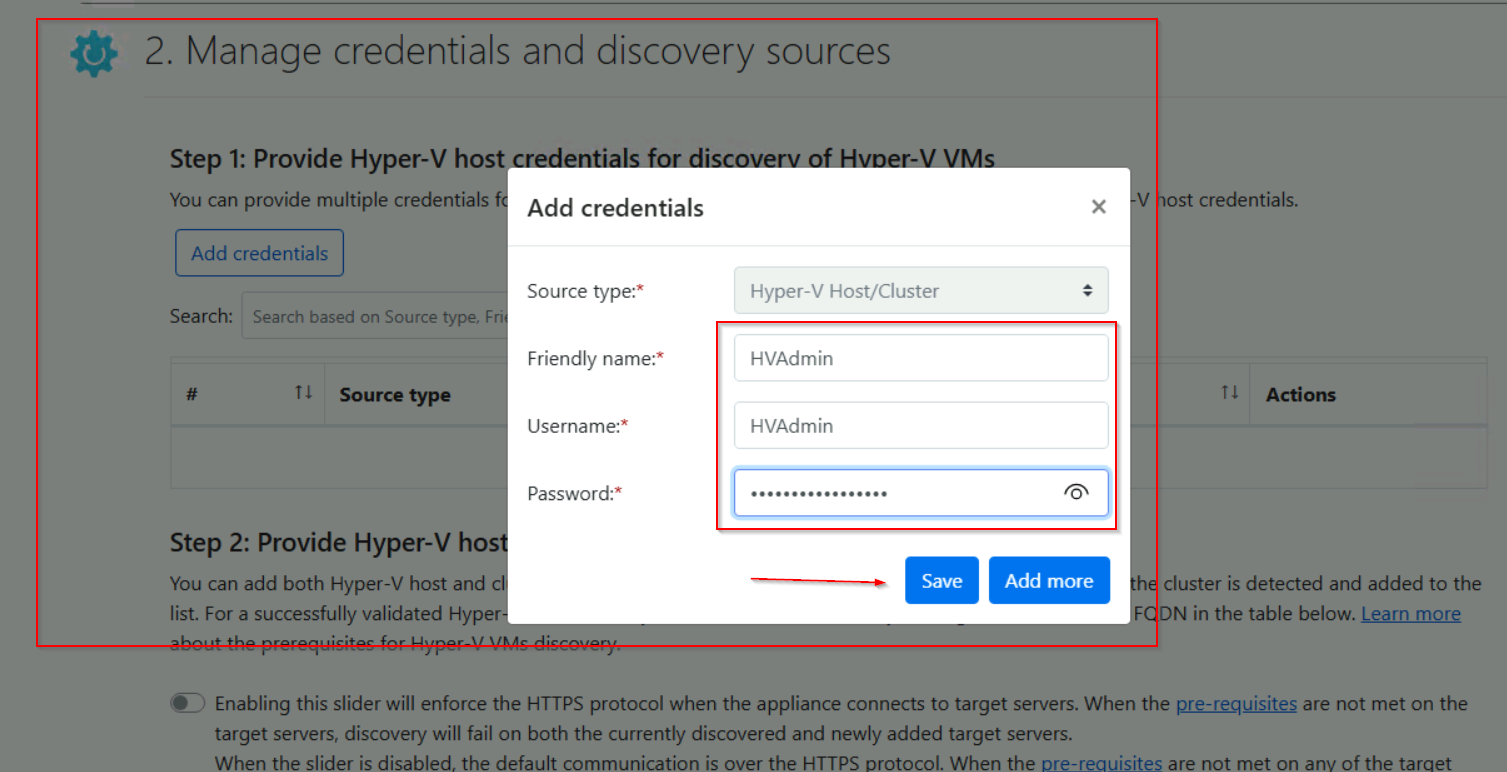 2. Manage credentials and discovery sources
Step 1: Provide Hyper-V host credentials for discovery of Hyper-V VMs
You can provide multiple credentials fo
-V host credentials.
Add credentials
Search:
Search based on Source type, Frie
#
Source type
Actions
Add credentials
×
Source type:*
Hyper-V Host/Cluster
Friendly name:*
HVAdmin
Username:*
HVAdmin
Password:*
•••••••••••••••••
Save
Add more
Step 2: Provide Hyper-V host
You can add both Hyper-V host and cl
the cluster is detected and added to the
list. For a successfully validated Hyper-
FQDN in the table below. Learn more
about the prerequisites for Hyper-V VMs discovery.
Enabling this slider will enforce the HTTPS protocol when the appliance connects to target servers. When the pre-requisites are not met on the
target servers, discovery will fail on both the currently discovered and newly added target servers.
When the slider is disabled, the default communication is over the HTTPS protocol. When the pre-requisites are not met on any of the target